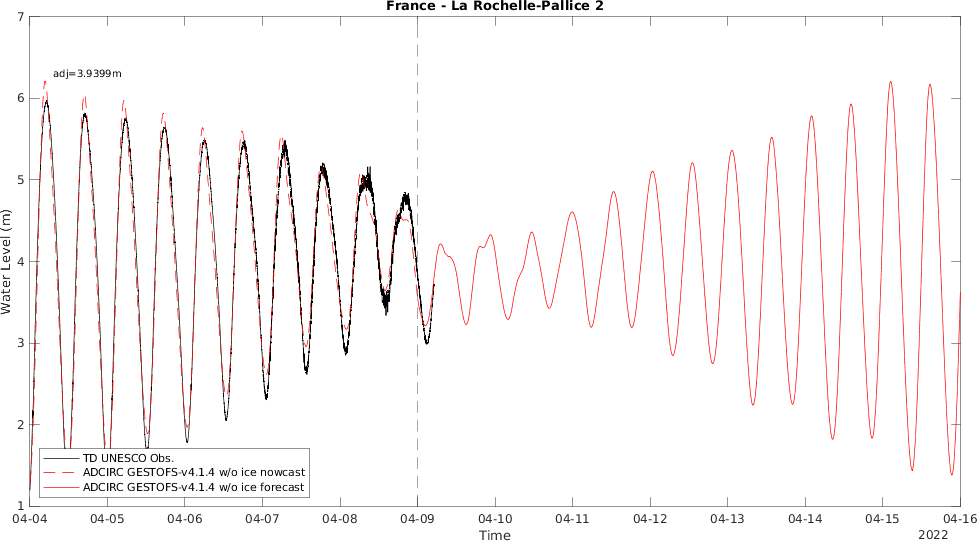 France - La Rochelle-Pallice 2
7
adj=3.9399m
6
5
4
3
2
1
Water Level (m)
TD UNESCO Obs.
ADCIRC GESTOFS-v4.1.4 w/o ice nowcast
ADCIRC GESTOFS-v4.1.4 w/o ice forecast
04-04 04-05 04-06 04-07 04-08 04-09 04-10 04-11 04-12 04-13 04-14 04-15 04-16
Time
2022